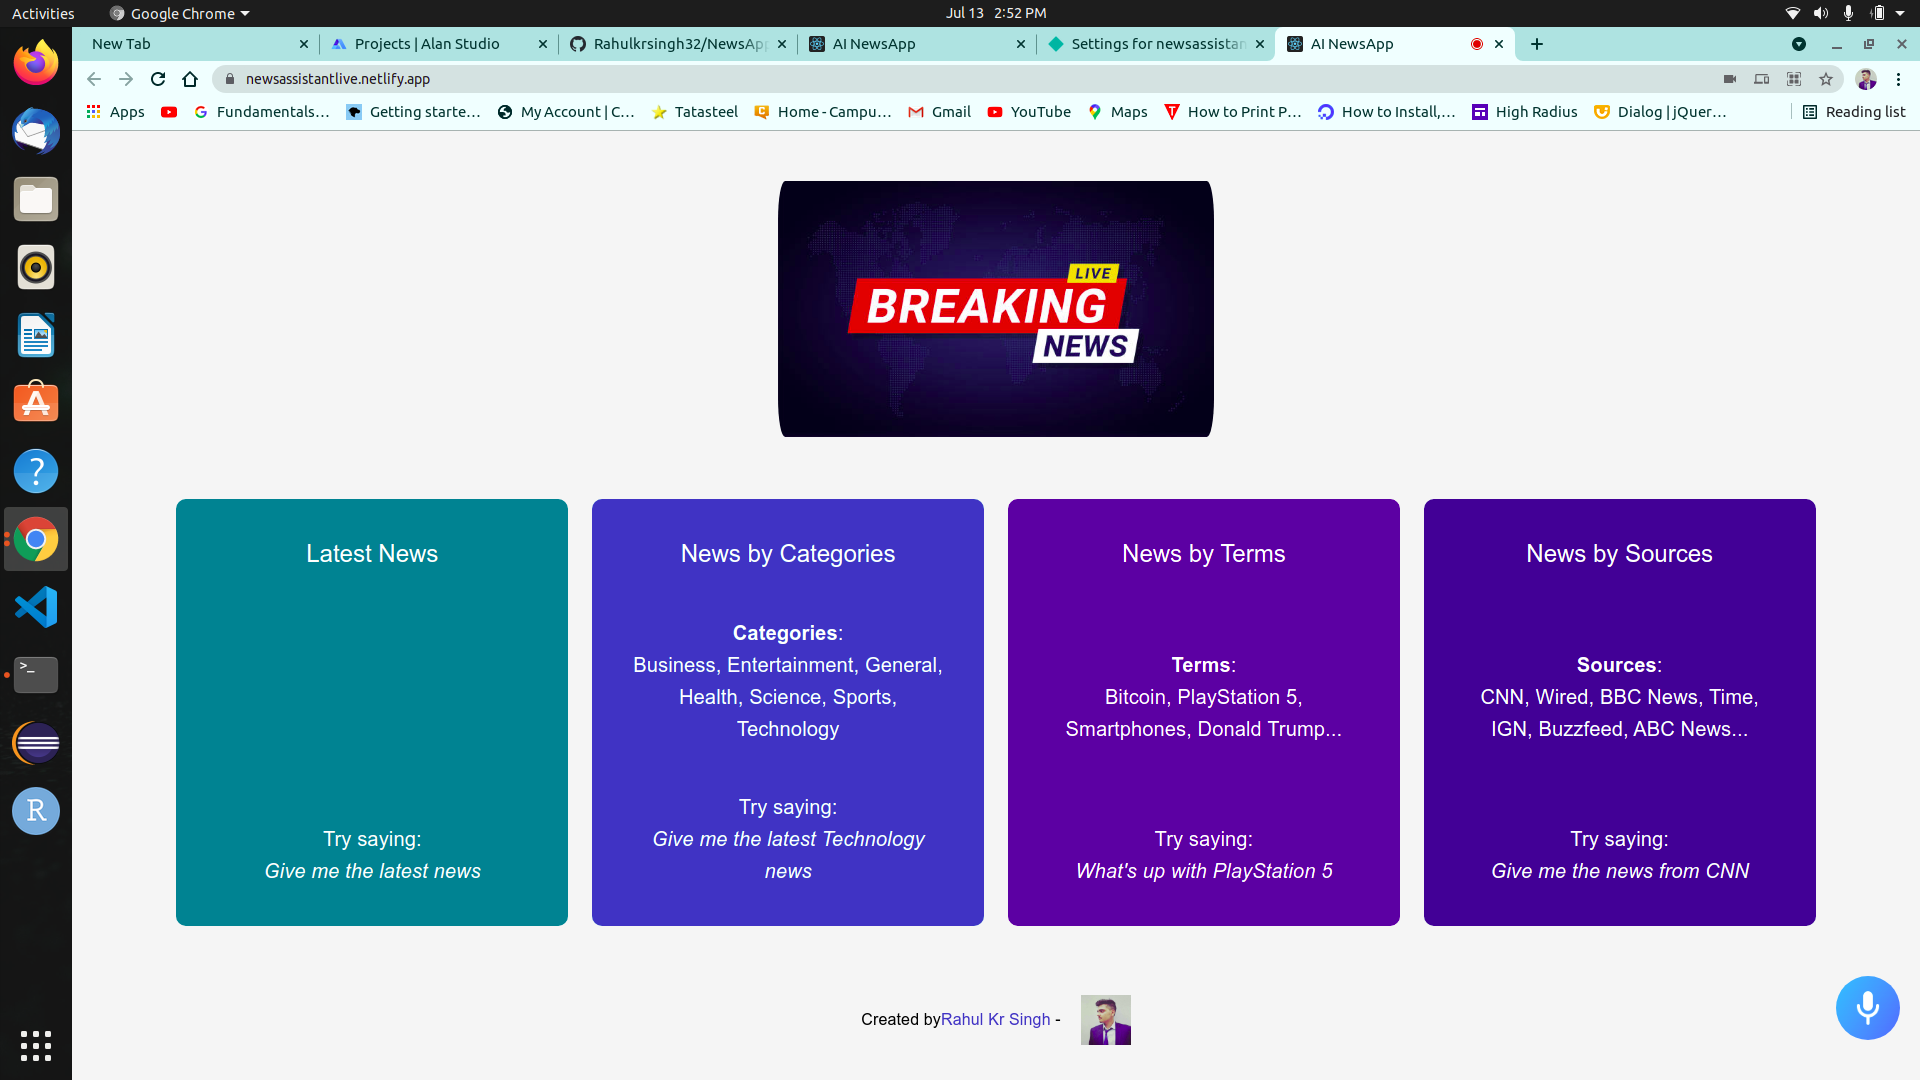 Activities
Google Chrome
Jul 13 2:52 PM
New Tab
Projects | Alan Studio
Rahulkrsingh32/NewsApp
AI NewsApp
Settings for newsassistan
AI NewsApp
newsassistantlive.netlify.app
Apps
Fundamentals...
Getting starte...
My Account | C...
Tatasteel
Home - Campu...
Gmail
YouTube
Maps
How to Print P...
How to Install,...
High Radius
Dialog | jQuer...
Reading list
LIVE
BREAKING
NEWS
Latest News
Try saying:
Give me the latest news
News by Categories
Categories:
Business, Entertainment, General,
Health, Science, Sports,
Technology
Try saying:
Give me the latest Technology
news
News by Terms
Terms:
Bitcoin, PlayStation 5,
Smartphones, Donald Trump...
Try saying:
What's up with PlayStation 5
News by Sources
Sources:
CNN, Wired, BBC News, Time,
IGN, Buzzfeed, ABC News...
Try saying:
Give me the news from CNN
Created byRahul Kr Singh -